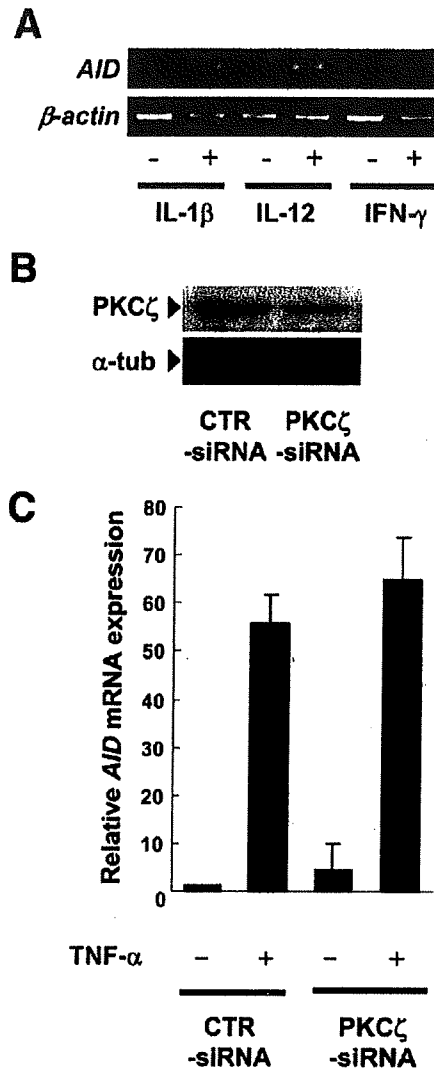 A
AID
β-actin
- + - + - +
IL-1β IL-12 IFN-γ
B
PKCζ
α-tub
CTR PKCζ
-siRNA -siRNA
C
Relative AID mRNA expression
80
70
60
50
40
30
20
10
0
TNF-α - + - +
CTR PKCζ
-siRNA -siRNA